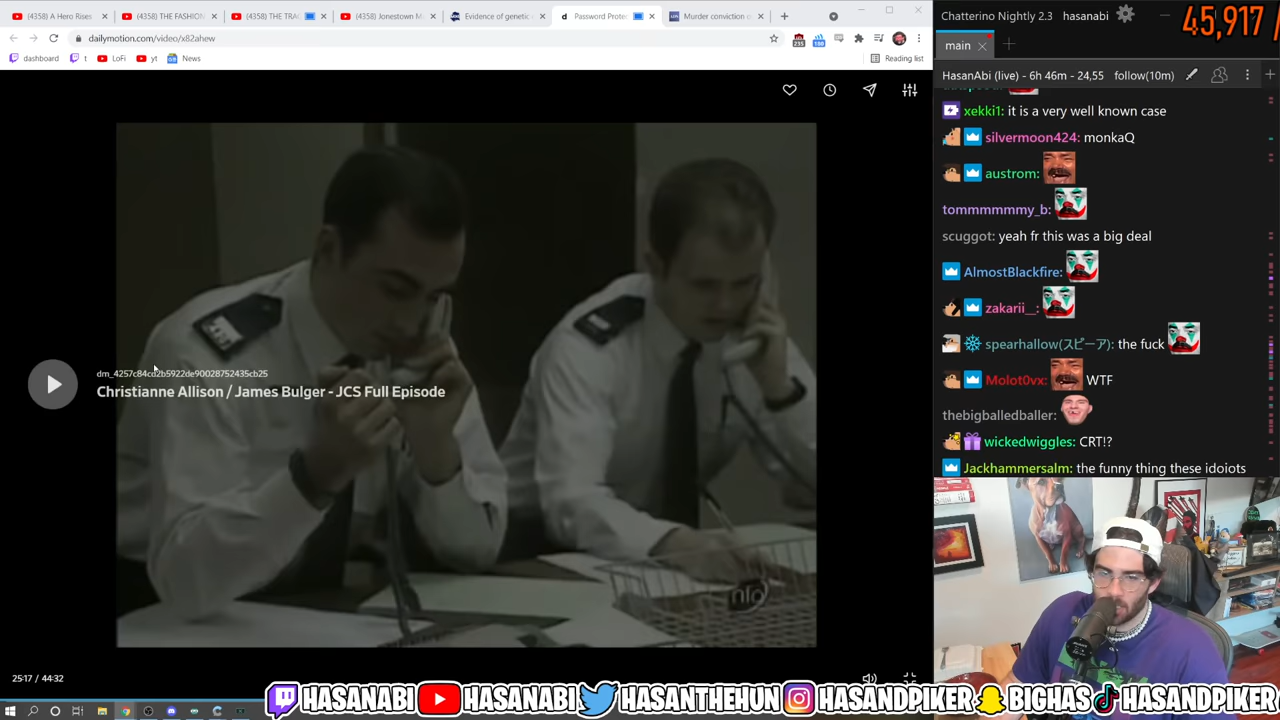 (4358) A Hero Rises
(4358) THE FASHION
(4358) THE TRA
(4358) Jonestown M
Evidence of genetic
Password Prote
Murder conviction o
dailymotion.com/video/x82ahew
dashboard
t
LoFi
yt
News
Reading list
dm_4257c84cd2b5922de90028752435cb25
Christianne Allison / James Bulger - JCS Full Episode
25:17 / 44:32
nfo
Chatterino Nightly 2.3 hasanabi
45,917 /
main
HasanAbi (live) - 6h 46m - 24,55 follow(10m)
xekki1: it is a very well known case
silvermoon424: monkaQ
austrom:
tommmmmmy_b:
scuggot: yeah fr this was a big deal
AlmostBlackfire:
zakarii__:
spearhallow(スピーア): the fuck
Molot0vx: WTF
thebigballedballer:
wickedwiggles: CRT!?
Jackhammersalm: the funny thing these idoiots
HASANABI HASANABI HASANTHEHUN HASANDPIKER BIGHAS HASANDPIKER